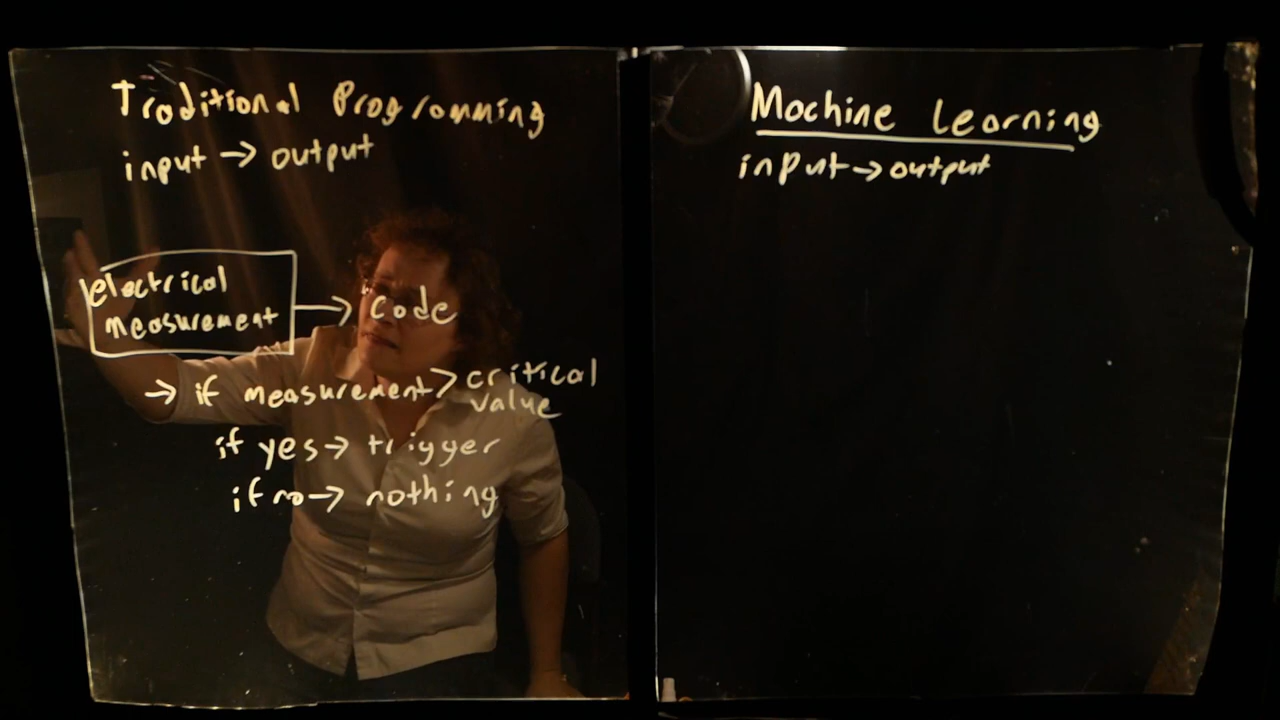 Traditional Programming
input → output
electrical
measurement
→ code
→ if measurement > critical
value
if yes → trigger
if no → nothing
Machine Learning
input → output